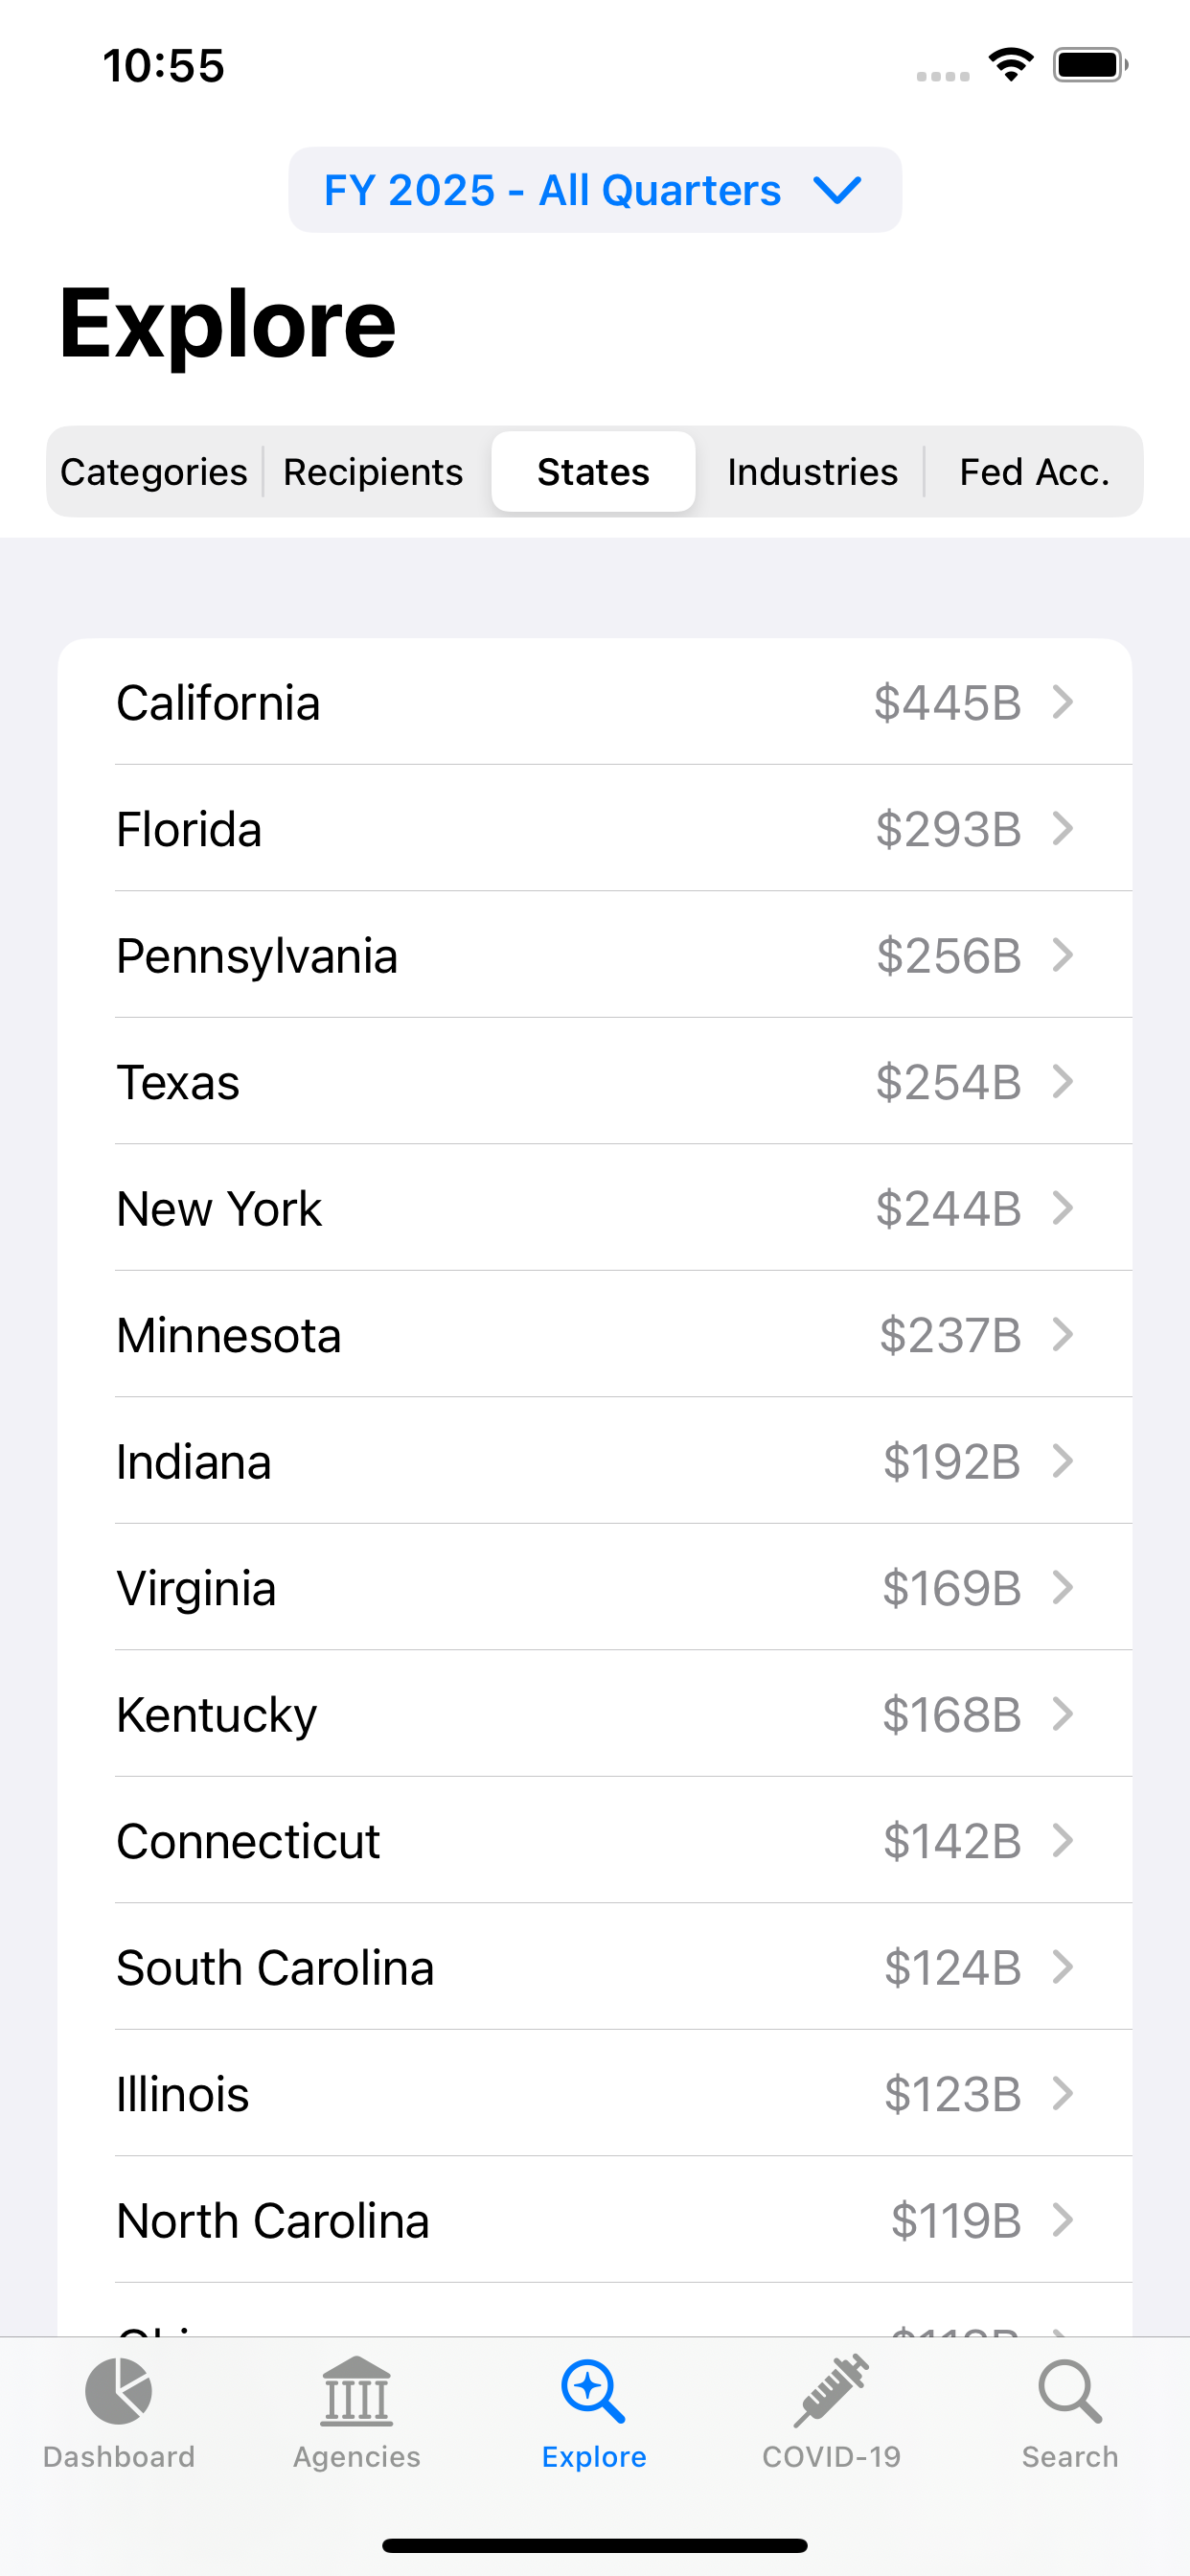 10:55
FY 2025 - All Quarters
Explore
Categories Recipients States Industries Fed Acc.
California $445B
Florida $293B
Pennsylvania $256B
Texas $254B
New York $244B
Minnesota $237B
Indiana $192B
Virginia $169B
Kentucky $168B
Connecticut $142B
South Carolina $124B
Illinois $123B
North Carolina $119B
Dashboard Agencies Explore COVID-19 Search